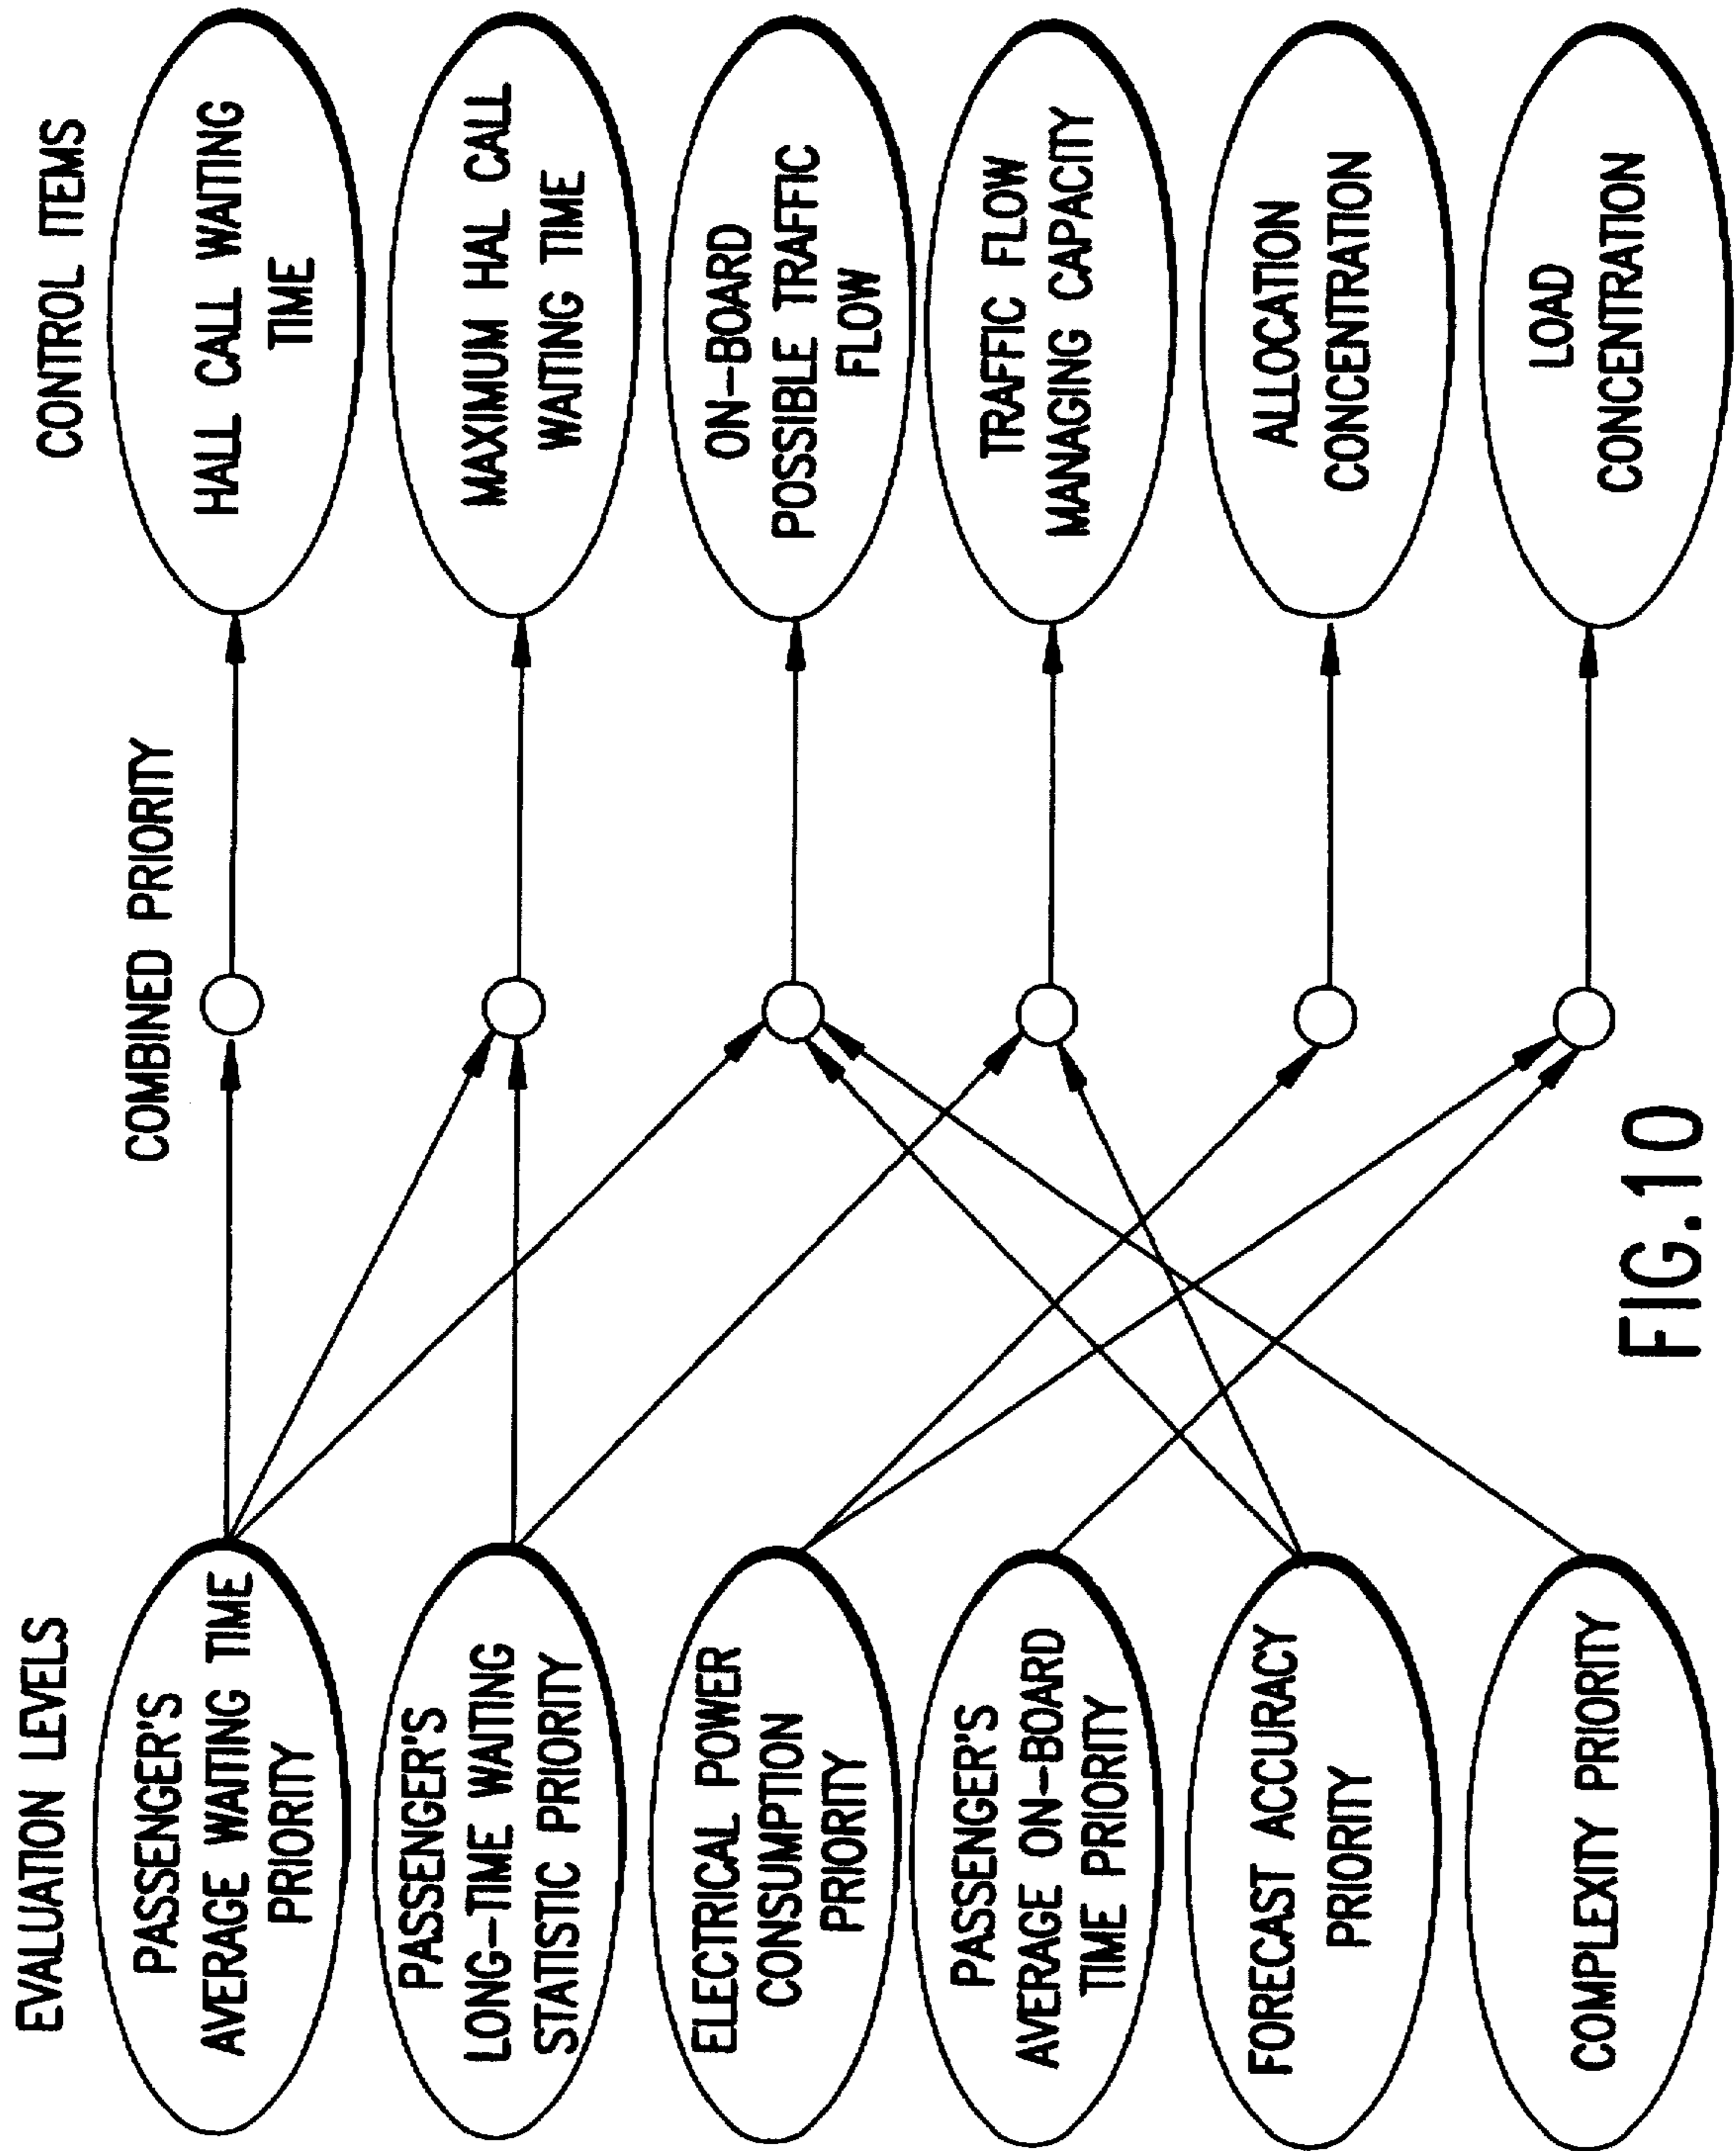 EVALUATION LEVELS
COMBINED PRIORITY
CONTROL ITEMS
PASSENGER'S
AVERAGE WAITING TIME
PRIORITY
HALL CALL WAITING
TIME
PASSENGER'S
LONG-TIME WAITING
STATISTIC PRIORITY
MAXIMUM HAL CALL
WAITING TIME
ELECTRICAL POWER
CONSUMPTION
PRIORITY
ON-BOARD
POSSIBLE TRAFFIC
FLOW
PASSENGER'S
AVERAGE ON-BOARD
TIME PRIORITY
TRAFFIC FLOW
MANAGING CAPACITY
FORECAST ACCURACY
PRIORITY
ALLOCATION
CONCENTRATION
COMPLEXITY PRIORITY
LOAD
CONCENTRATION
FIG.10